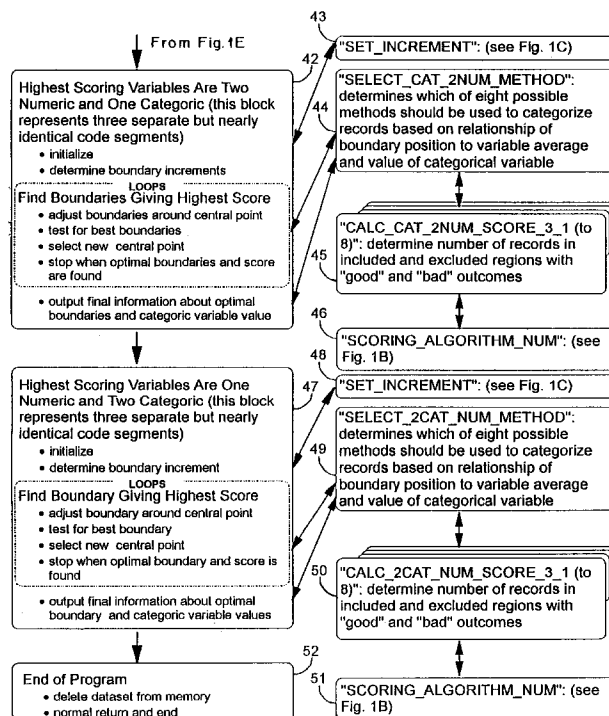 From Fig.1E
42
Highest Scoring Variables Are Two
Numeric and One Categoric (this block
represents three separate but nearly
identical code segments)
• initialize
• determine boundary increments
LOOPS
Find Boundaries Giving Highest Score
• adjust boundaries around central point
• test for best boundaries
• select new central point
• stop when optimal boundaries and score
are found
• output final information about optimal
boundaries and categoric variable value
43
"SET_INCREMENT": (see Fig. 1C)
44
"SELECT_CAT_2NUM_METHOD":
determines which of eight possible
methods should be used to categorize
records based on relationship of
boundary position to variable average
and value of categorical variable
45
"CALC_CAT_2NUM_SCORE_3_1 (to
8)": determine number of records in
included and excluded regions with
"good" and "bad" outcomes
46
"SCORING_ALGORITHM_NUM": (see
Fig. 1B)
47
Highest Scoring Variables Are One
Numeric and Two Categoric (this block
represents three separate but nearly
identical code segments)
• initialize
• determine boundary increment
LOOPS
Find Boundary Giving Highest Score
• adjust boundary around central point
• test for best boundary
• select new central point
• stop when optimal boundary and score is
found
• output final information about optimal
boundary and categoric variable values
48
"SET_INCREMENT": (see Fig. 1C)
49
"SELECT_2CAT_NUM_METHOD":
determines which of eight possible
methods should be used to categorize
records based on relationship of
boundary position to variable average
and value of categorical variable
50
"CALC_2CAT_NUM_SCORE_3_1 (to
8)": determine number of records in
included and excluded regions with
"good" and "bad" outcomes
51
"SCORING_ALGORITHM_NUM": (see
Fig. 1B)
52
End of Program
• delete dataset from memory
• normal return and end